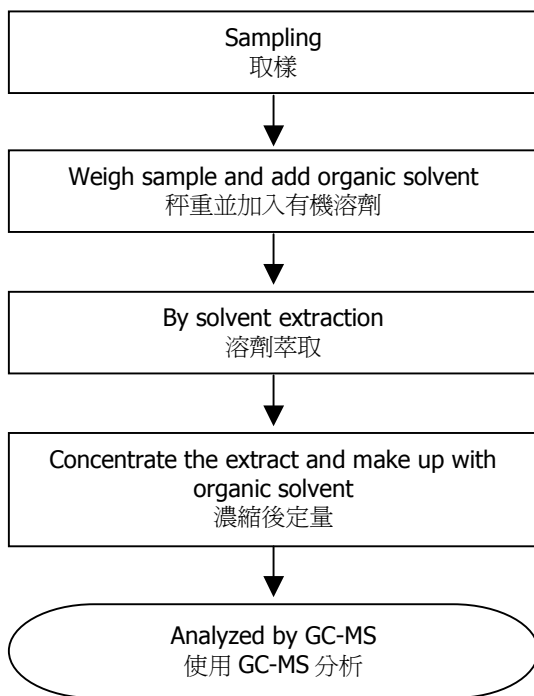 Sampling
取樣
Weigh sample and add organic solvent
秤重並加入有機溶劑
By solvent extraction
溶劑萃取
Concentrate the extract and make up with
organic solvent
濃縮後定量
Analyzed by GC-MS
使用 GC-MS 分析